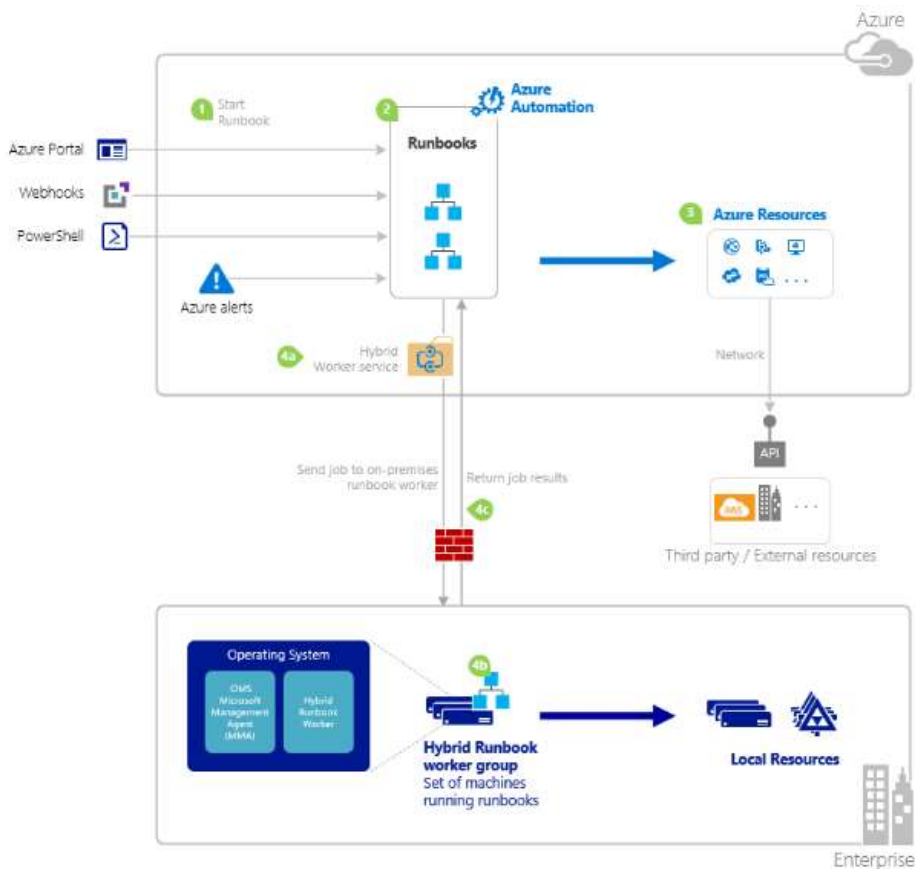 Azure
1
Start
Runbook
2
Azure
Automation
Runbooks
Azure Portal
Webhooks
PowerShell
Azure alerts
3
Azure Resources
...
4a
Hybrid
Worker service
Network
API
Send job to on-premises
runbook worker
Return job results
4c
AWS
...
Third party / External resources
Operating System
OMS
Microsoft
Management
Agent
(MMA)
Hybrid
Runbook
Worker
4b
Hybrid Runbook
worker group
Set of machines
running runbooks
Local Resources
Enterprise